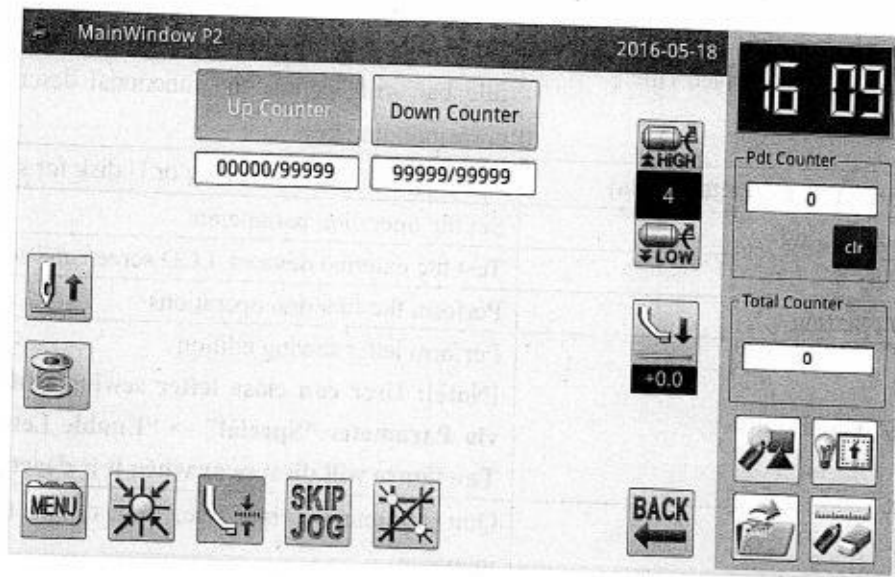 MainWindow P2
2016-05-18
16 09
Up Counter
Down Counter
00000/99999
99999/99999
HIGH
4
LOW
+0.0
Pdt Counter
0
clr
Total Counter
0
MENU
SKIP
JOG
BACK